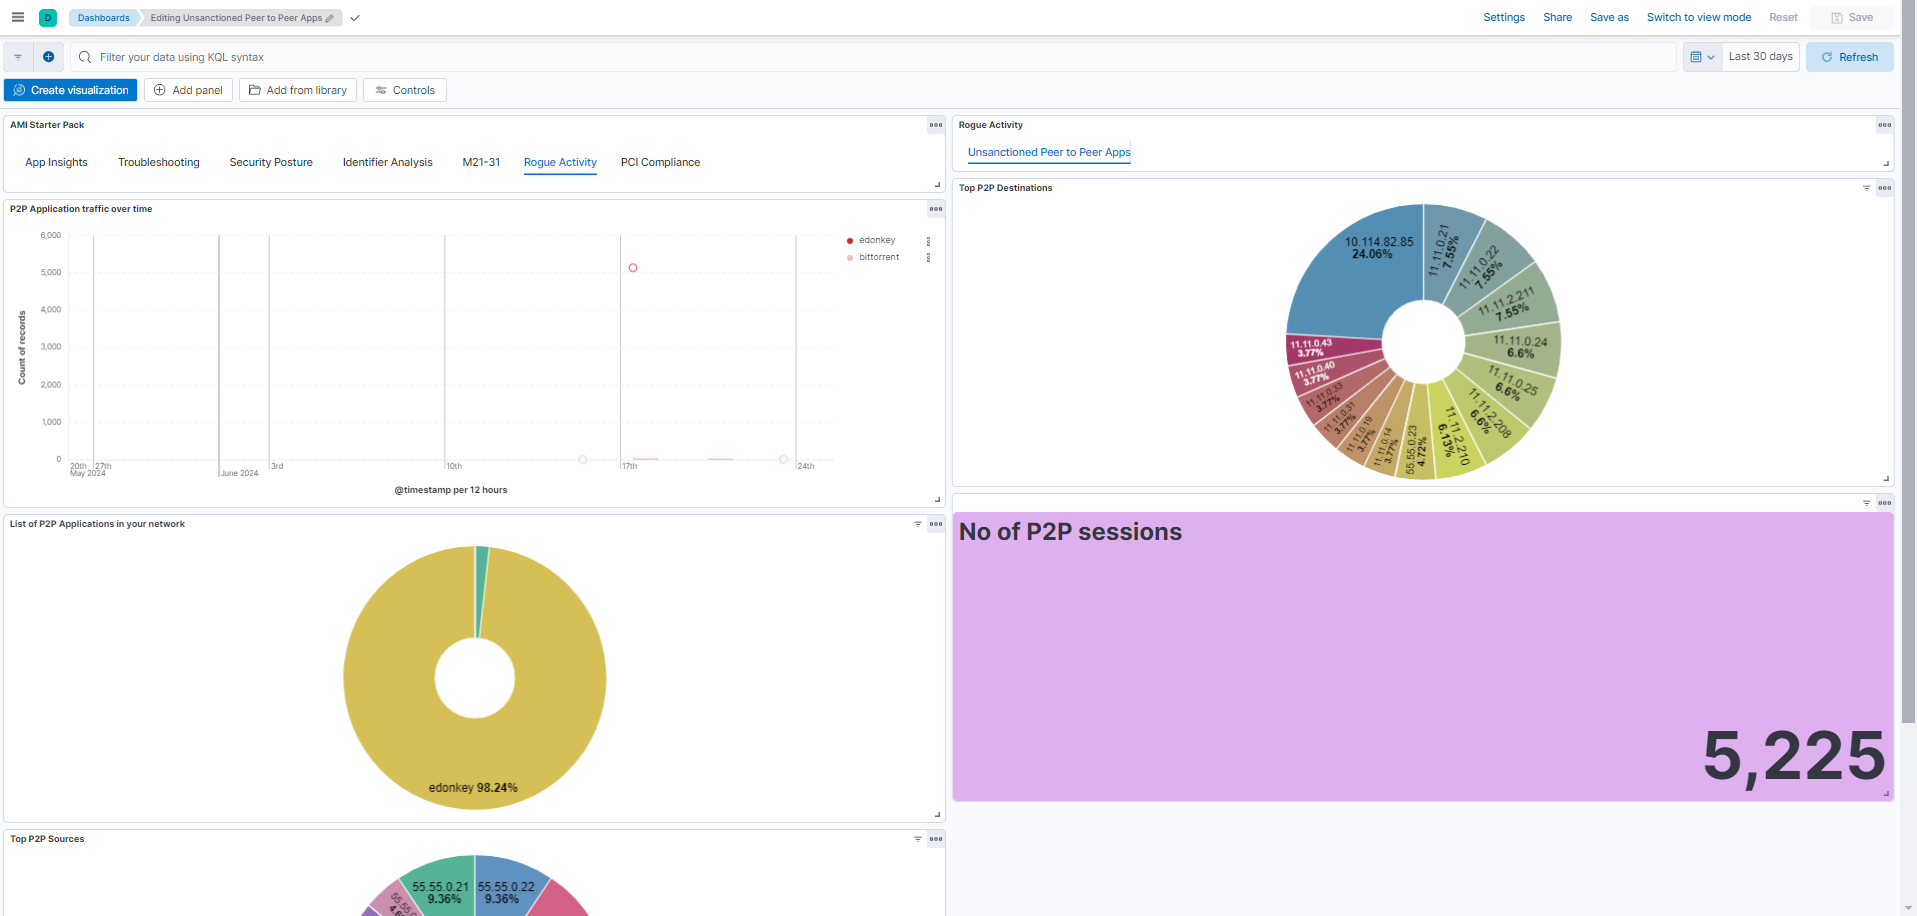 D
Dashboards
Editing Unsanctioned Peer to Peer Apps
Settings
Share
Save as
Switch to view mode
Reset
Save
Filter your data using KQL syntax
Last 30 days
Refresh
Create visualization
Add panel
Add from library
Controls
AMI Starter Pack
App Insights
Troubleshooting
Security Posture
Identifier Analysis
M21-31
Rogue Activity
PCI Compliance
Rogue Activity
Unsanctioned Peer to Peer Apps
P2P Application traffic over time
6,000
5,000
4,000
3,000
2,000
1,000
0
Count of records
20th
May 2024
27th
June 2024
3rd
10th
17th
24th
@timestamp per 12 hours
edonkey
bittorrent
Top P2P Destinations
10.114.82.85
24.06%
11.11.0.21
7.55%
11.11.0.22
7.55%
11.11.2.211
7.55%
11.11.0.24
6.6%
11.11.0.25
6.6%
11.11.2.208
6.6%
11.11.2.210
6.13%
55.55.0.23
4.72%
11.11.0.14
3.77%
11.11.0.19
3.77%
11.11.0.31
3.77%
11.11.0.33
3.77%
11.11.0.40
3.77%
11.11.0.43
3.77%
List of P2P Applications in your network
edonkey 98.24%
No of P2P sessions
5,225
Top P2P Sources
55.55.0.21
9.36%
55.55.0.22
9.36%